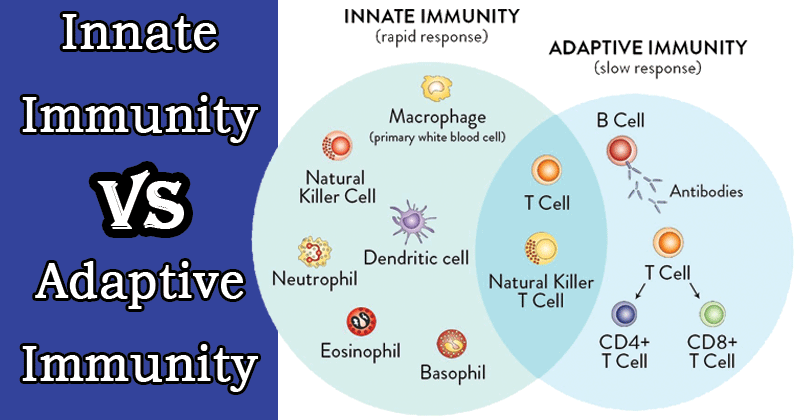 Innate
Immunity
VS
Adaptive
Immunity
INNATE IMMUNITY
(rapid response)
ADAPTIVE IMMUNITY
(slow response)
Macrophage
(primary white blood cell)
Natural
Killer Cell
Dendritic cell
Neutrophil
Eosinophil
Basophil
T Cell
Natural Killer
T Cell
B Cell
Antibodies
T Cell
CD4+
T Cell
CD8+
T Cell